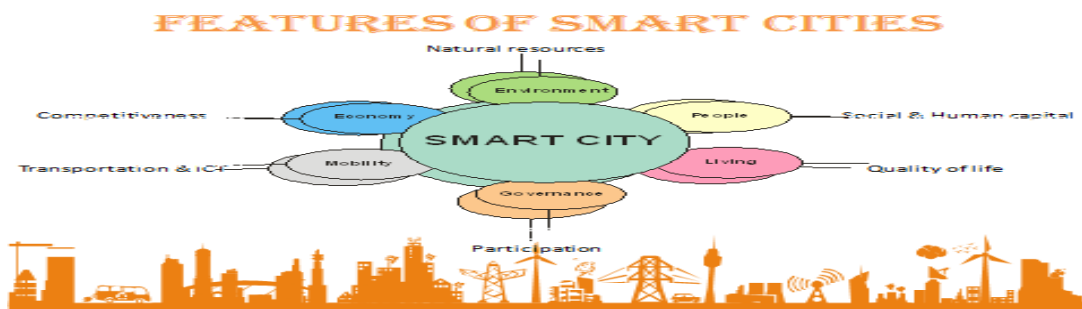 FEATURES OF SMART CITIES
Natural resources
Environment
Competitiveness
Economy
People
Social & Human capital
SMART CITY
Transportation & ICT
Mobility
Living
Quality of life
Governance
Participation